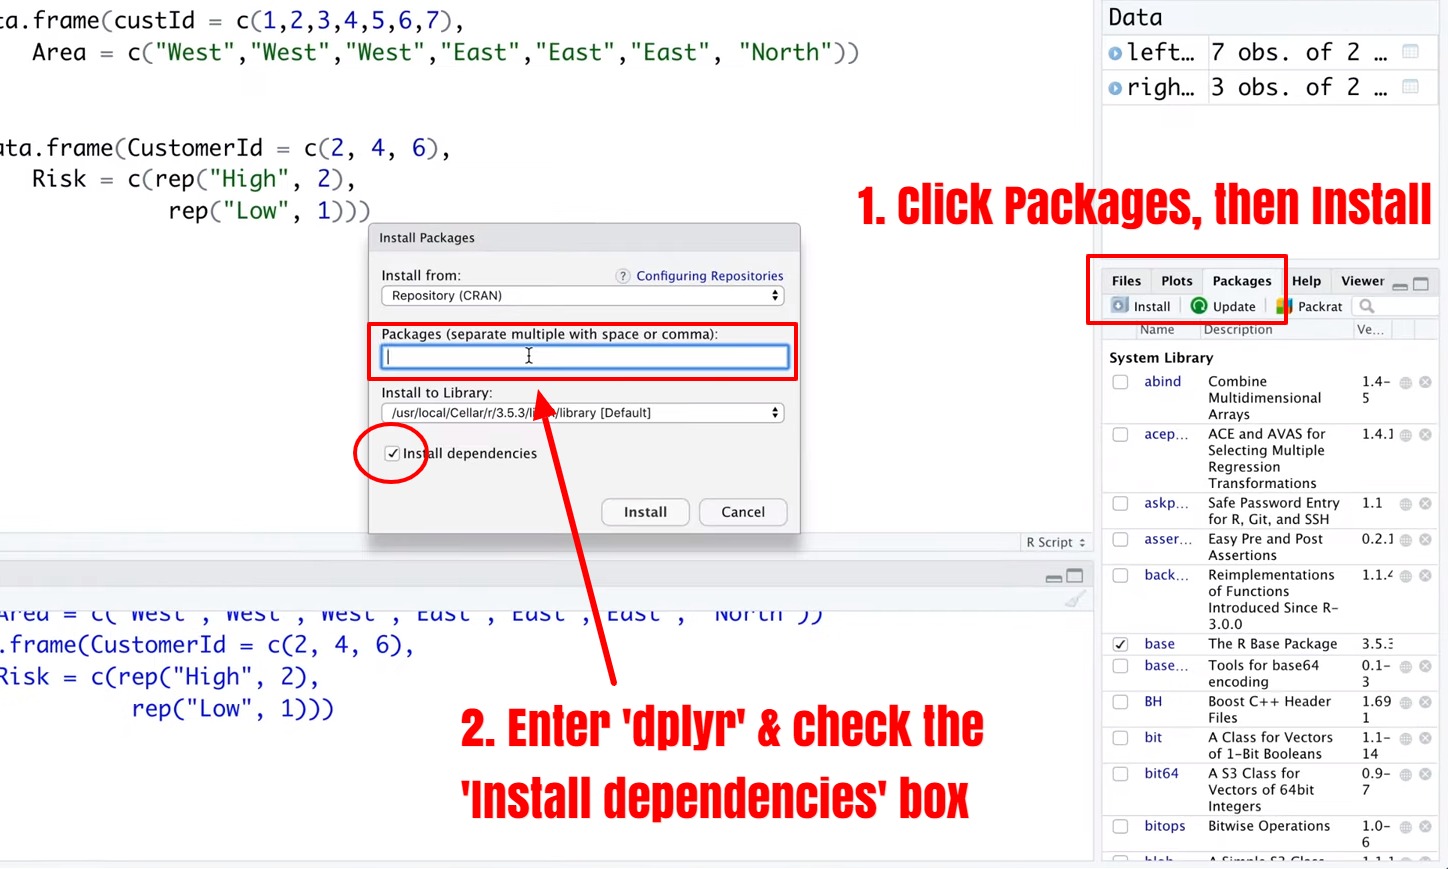 ta.frame(custId = c(1,2,3,4,5,6,7),
Area = c("West","West","West","East","East","East", "North"))
ata.frame(CustomerId = c(2, 4, 6),
Risk = c(rep("High", 2),
rep("Low", 1)))
Data
left… 7 obs. of 2 …
righ… 3 obs. of 2 …
1. Click Packages, then Install
Install Packages
Install from:
? Configuring Repositories
Repository (CRAN)
Packages (separate multiple with space or comma):
Install to Library:
/usr/local/Cellar/r/3.5.3/lib/r/library [Default]
Install dependencies
Install Cancel
R Script
Files Plots Packages Help Viewer
Install Update Packrat
Name Description Ve…
System Library
abind Combine 1.4-
Multidimensional 5
Arrays
acep… ACE and AVAS for 1.4.1
Selecting Multiple
Regression
Transformations
askp… Safe Password Entry 1.1
for R, Git, and SSH
asser… Easy Pre and Post 0.2.1
Assertions
back… Reimplementations 1.1.4
of Functions
Introduced Since R-
3.0.0
base The R Base Package 3.5.3
base… Tools for base64 0.1-
encoding 3
BH Boost C++ Header 1.69
Files 1
bit A Class for Vectors 1.1-
of 1-Bit Booleans 14
bit64 A S3 Class for 0.9-
Vectors of 64bit 7
Integers
bitops Bitwise Operations 1.0-
6
Area = c("West","West","West","East","East","East", "North"))
.frame(CustomerId = c(2, 4, 6),
Risk = c(rep("High", 2),
rep("Low", 1)))
2. Enter 'dplyr' & check the
'Install dependencies' box